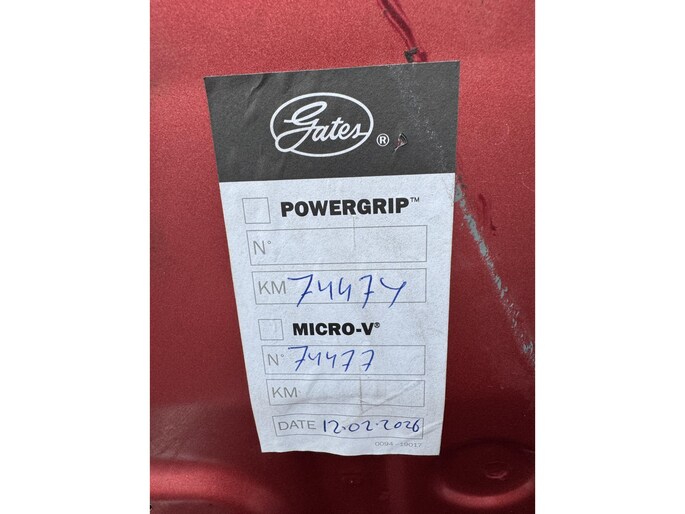 Gates ®
POWERGRIP™
N°
KM 74474
MICRO-V®
N° 74477
KM
DATE 12.02.2026